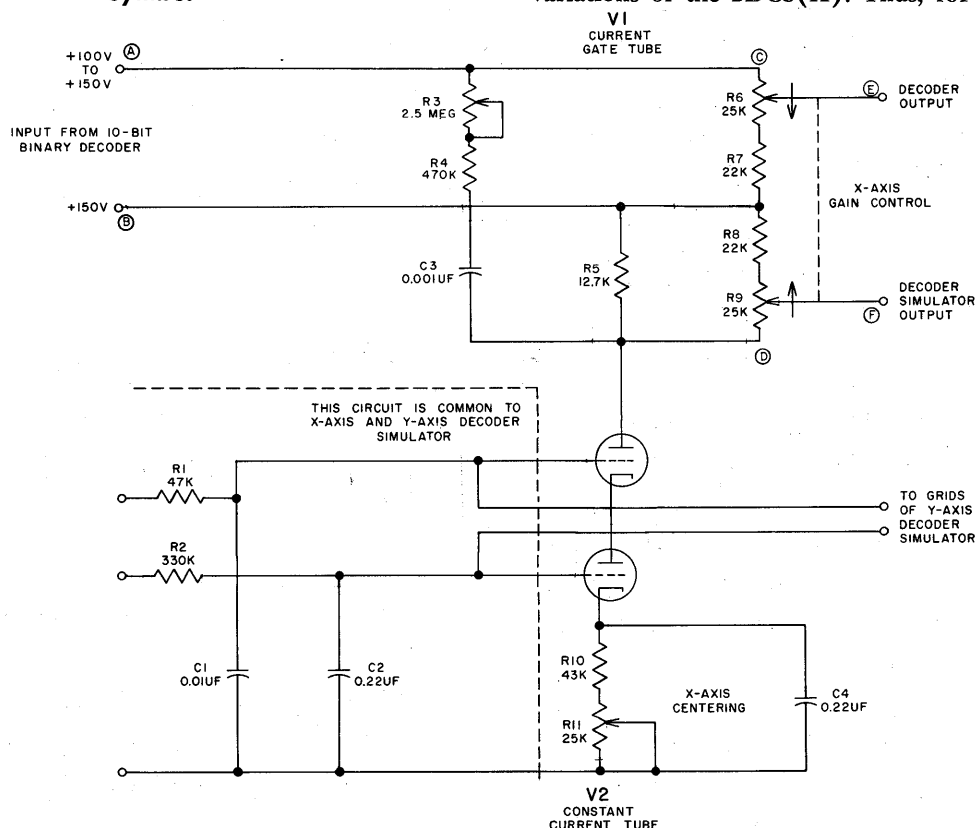 variations of the
Thus, for
V1
CURRENT
GATE TUBE
+100V
TO
+150V
A
C
E
DECODER
OUTPUT
R3
2.5 MEG
R6
25K
INPUT FROM 10-BIT
BINARY DECODER
R4
470K
R7
22K
X-AXIS
GAIN CONTROL
+150V
B
R8
22K
C3
0.001UF
R5
12.7K
R9
25K
DECODER
SIMULATOR
OUTPUT
F
D
THIS CIRCUIT IS COMMON TO
X-AXIS AND Y-AXIS DECODER
SIMULATOR
R1
47K
TO GRIDS
OF Y-AXIS
DECODER
SIMULATOR
R2
330K
C1
0.01UF
C2
0.22UF
R10
43K
X-AXIS
CENTERING
C4
0.22UF
R11
25K
V2
CONSTANT
CURRENT TUBE